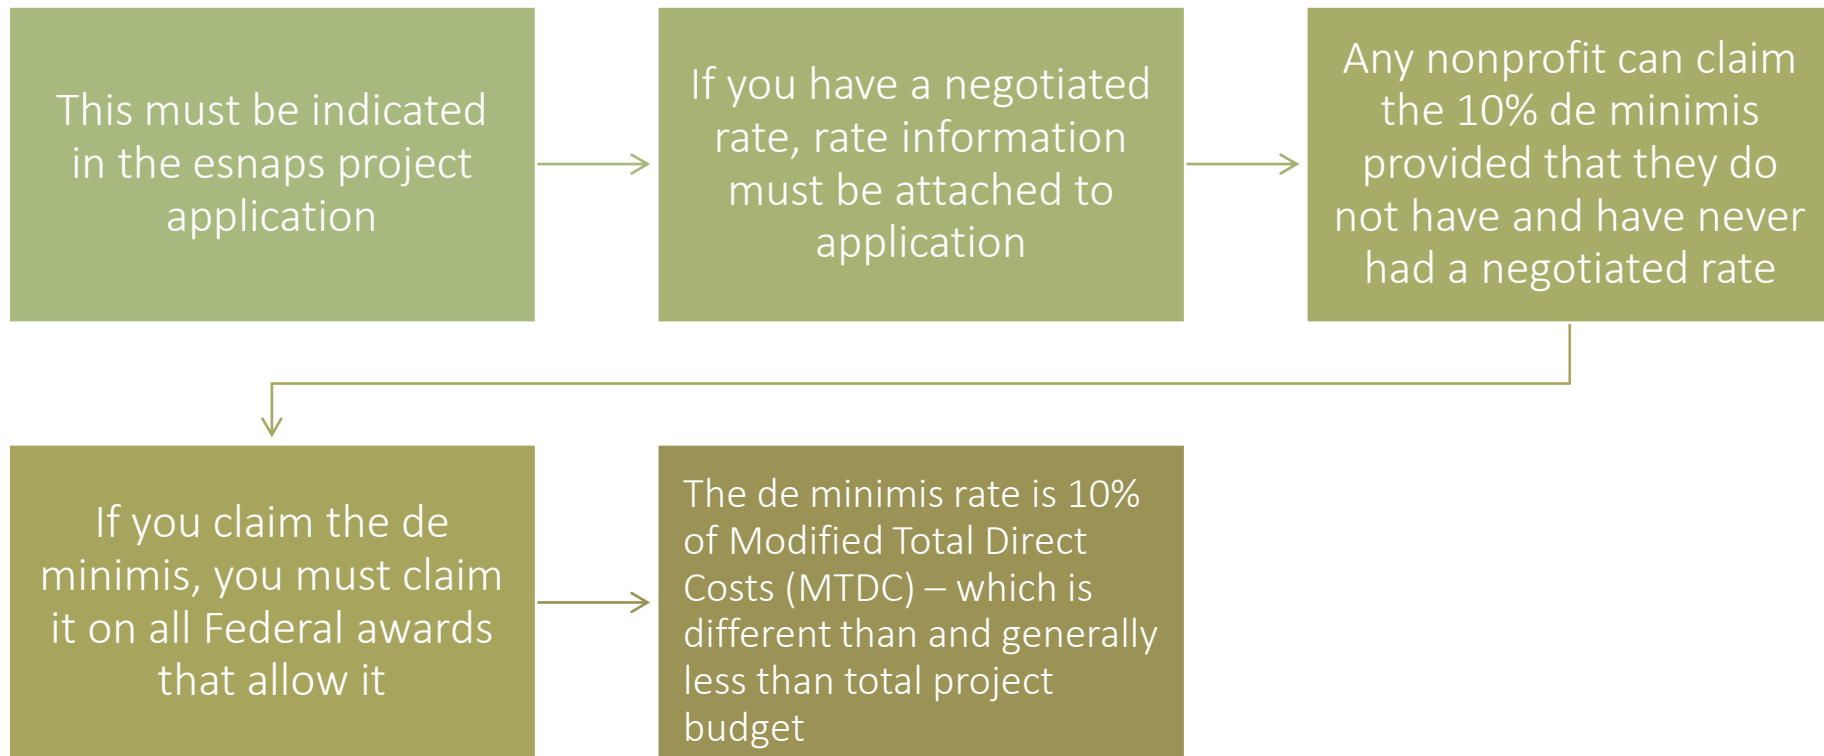 This must be indicated
in the esnaps project
application
If you have a negotiated
rate, rate information
must be attached to
application
Any nonprofit can claim
the 10% de minimis
provided that they do
not have and have never
had a negotiated rate
If you claim the de
minimis, you must claim
it on all Federal awards
that allow it
The de minimis rate is 10%
of Modified Total Direct
Costs (MTDC) – which is
different than and generally
less than total project
budget